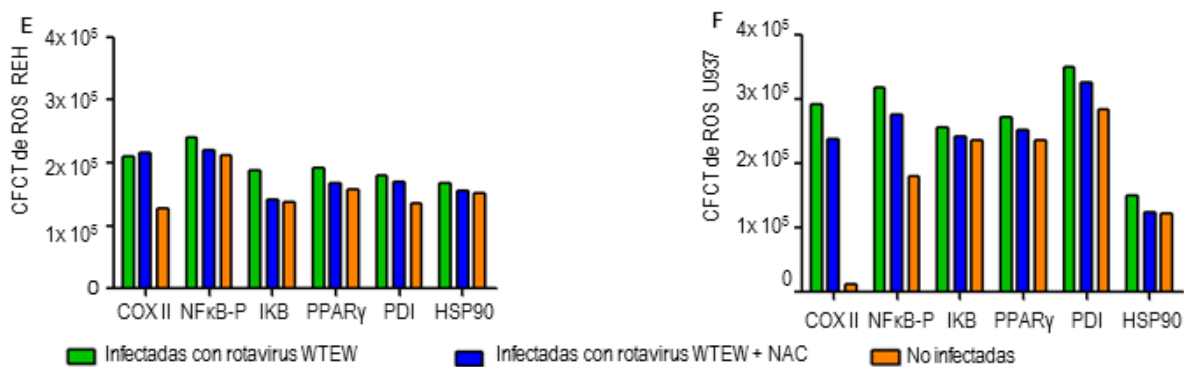 E
CFCT de ROS REH
4x 10⁵
3x 10⁵
2x 10⁵
1x 10⁵
0
COX II NFκB-P IKB PPARγ PDI HSP90
F
CFCT de ROS U937
4x 10⁵
3x 10⁵
2x 10⁵
1x 10⁵
0
COX II NFκB-P IKB PPARγ PDI HSP90
Infectadas con rotavirus WTEW Infectadas con rotavirus WTEW + NAC No infectadas